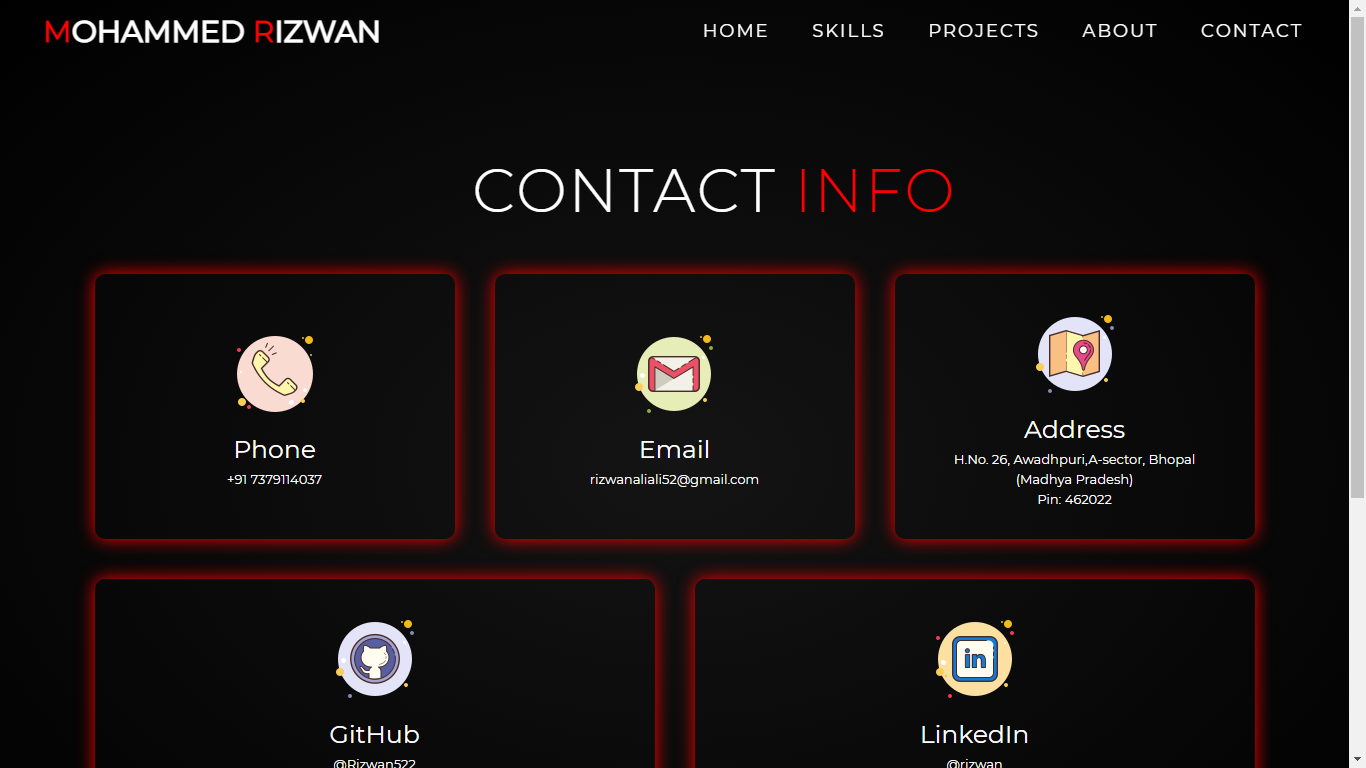 MOHAMMED RIZWAN
HOME SKILLS PROJECTS ABOUT CONTACT
CONTACT INFO
Phone
+91 7379114037
Email
rizwanaliali52@gmail.com
Address
H.No. 26, Awadhpuri,A-sector, Bhopal
(Madhya Pradesh)
Pin: 462022
GitHub
@Rizwan522
in
LinkedIn
@rizwan